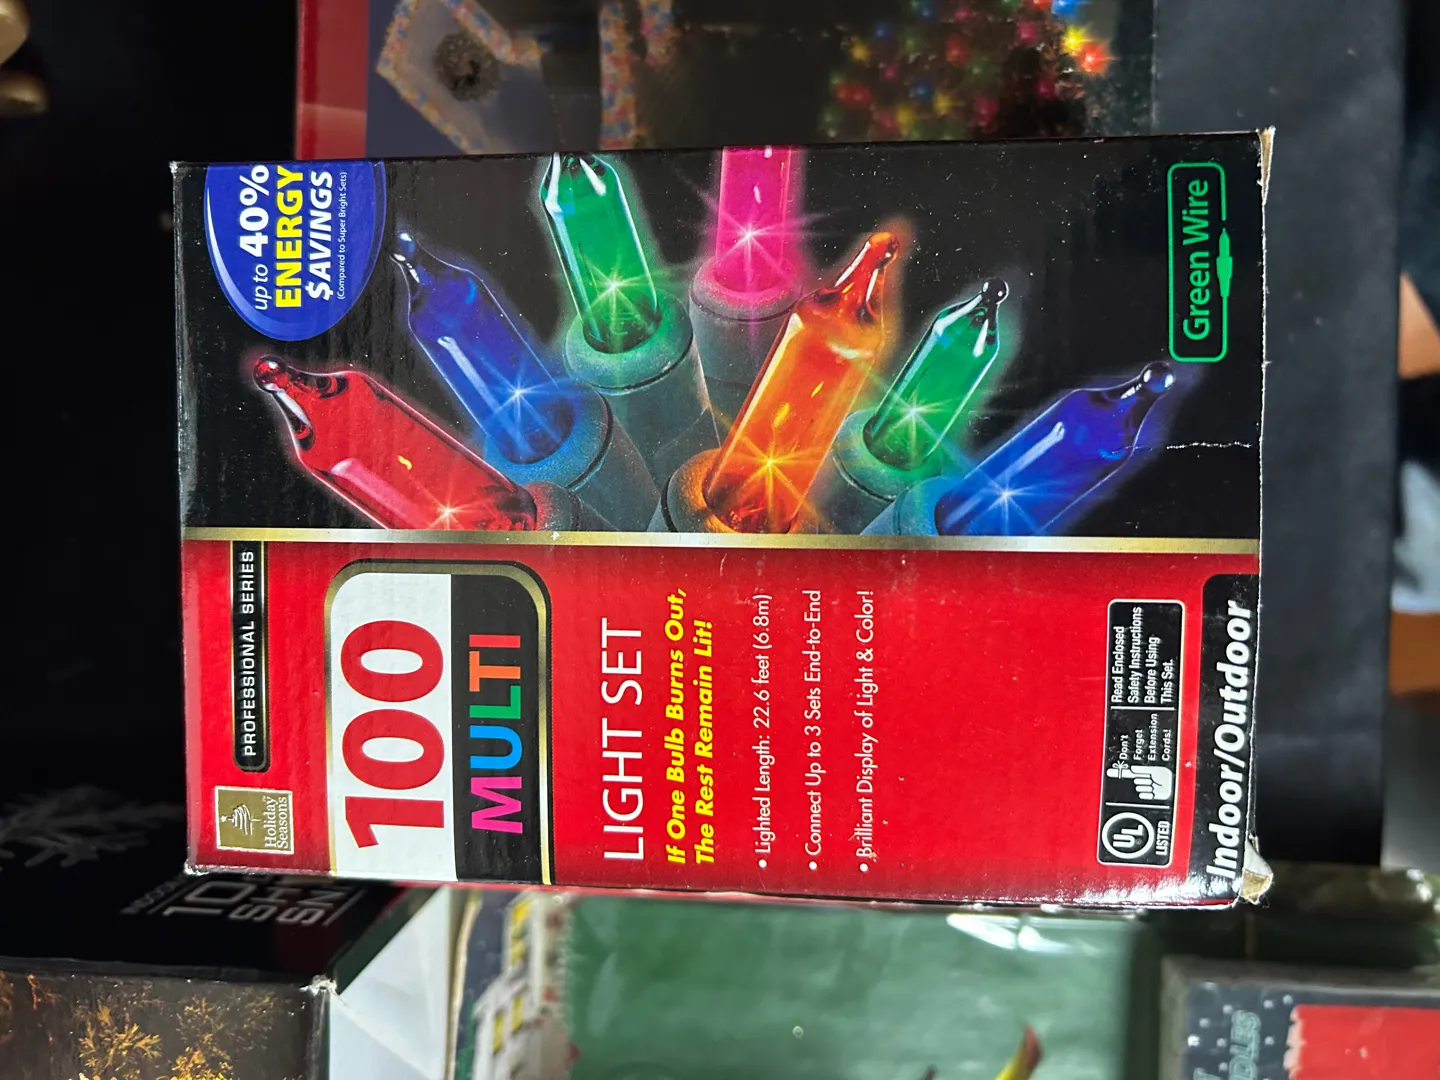 Holiday
Seasons™
PROFESSIONAL SERIES
100
MULTI
LIGHT SET
If One Bulb Burns Out,
The Rest Remain Lit!
• Lighted Length: 22.6 feet (6.8m)
• Connect Up to 3 Sets End-to-End
• Brilliant Display of Light & Color!
UL
LISTED
Don't
Forget
Extension
Cords!
Read Enclosed
Safety Instructions
Before Using
This Set.
Indoor/Outdoor
up to 40%
ENERGY
$AVINGS
(Compared to Super Bright Sets)
Green Wire
10